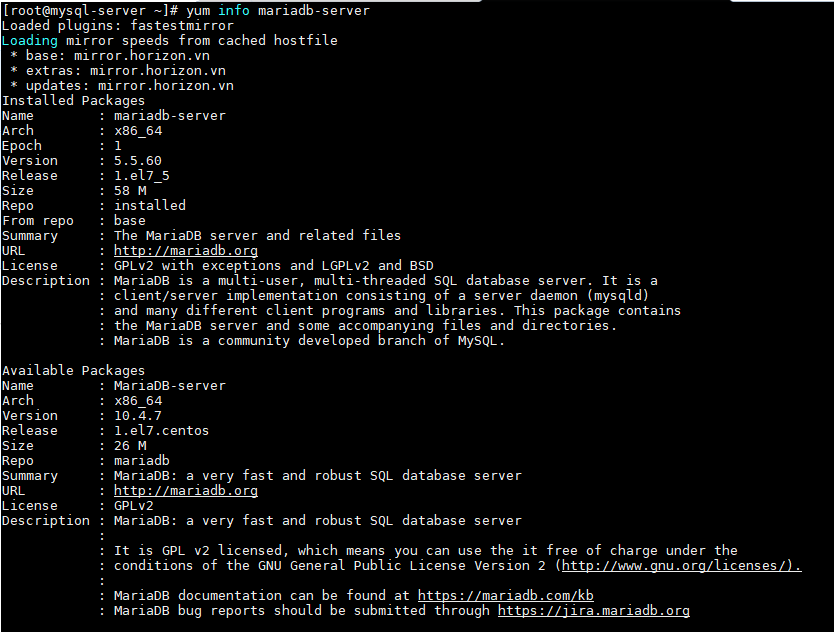 [root@mysql-server ~]# yum info mariadb-server
Loaded plugins: fastestmirror
Loading mirror speeds from cached hostfile
 * base: mirror.horizon.vn
 * extras: mirror.horizon.vn
 * updates: mirror.horizon.vn
Installed Packages
Name        : mariadb-server
Arch        : x86_64
Epoch       : 1
Version     : 5.5.60
Release     : 1.el7_5
Size        : 58 M
Repo        : installed
From repo   : base
Summary     : The MariaDB server and related files
URL         : http://mariadb.org
License     : GPLv2 with exceptions and LGPLv2 and BSD
Description : MariaDB is a multi-user, multi-threaded SQL database server. It is a
            : client/server implementation consisting of a server daemon (mysqld)
            : and many different client programs and libraries. This package contains
            : the MariaDB server and some accompanying files and directories.
            : MariaDB is a community developed branch of MySQL.

Available Packages
Name        : MariaDB-server
Arch        : x86_64
Version     : 10.4.7
Release     : 1.el7.centos
Size        : 26 M
Repo        : mariadb
Summary     : MariaDB: a very fast and robust SQL database server
URL         : http://mariadb.org
License     : GPLv2
Description : MariaDB: a very fast and robust SQL database server
            :
            : It is GPL v2 licensed, which means you can use the it free of charge under the
            : conditions of the GNU General Public License Version 2 (http://www.gnu.org/licenses/).
            :
            : MariaDB documentation can be found at https://mariadb.com/kb
            : MariaDB bug reports should be submitted through https://jira.mariadb.org